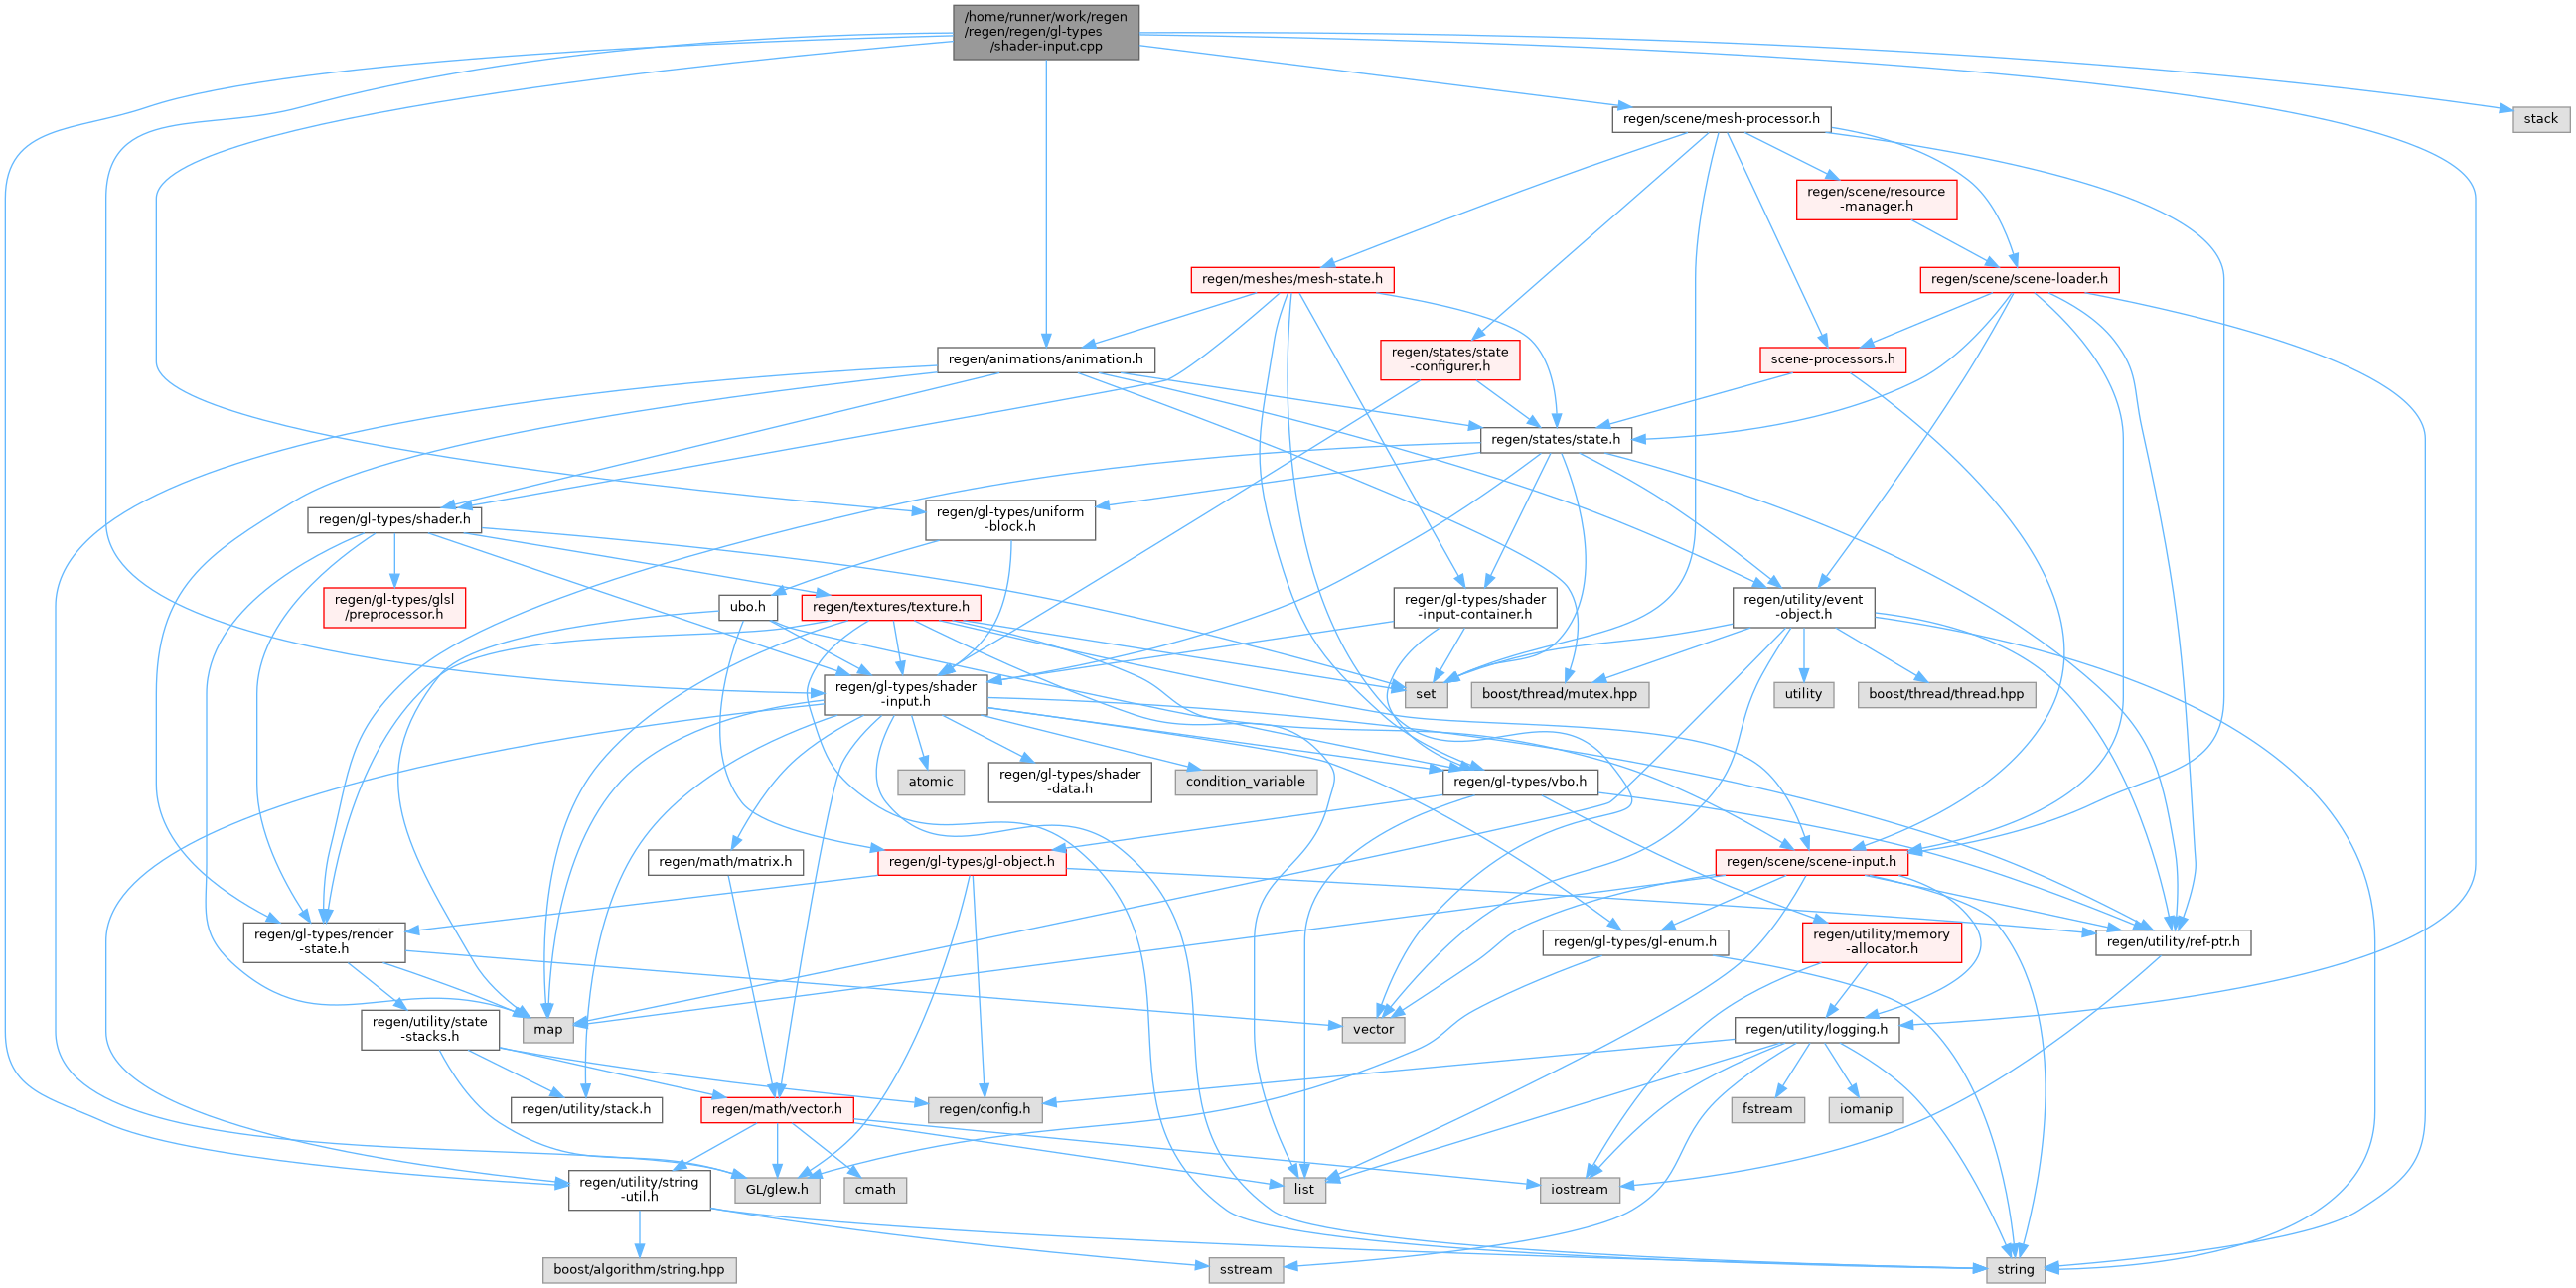 /home/runner/work/regen
/regen/regen/gl-types
/shader-input.cpp
regen/scene/mesh-processor.h
stack
regen/scene/resource
-manager.h
regen/meshes/mesh-state.h
regen/scene/scene-loader.h
regen/animations/animation.h
regen/states/state
-configurer.h
scene-processors.h
regen/states/state.h
regen/gl-types/shader.h
regen/gl-types/uniform
-block.h
regen/gl-types/glsl
/preprocessor.h
ubo.h
regen/textures/texture.h
regen/gl-types/shader
-input-container.h
regen/utility/event
-object.h
regen/gl-types/shader
-input.h
set
boost/thread/mutex.hpp
utility
boost/thread/thread.hpp
atomic
regen/gl-types/shader
-data.h
condition_variable
regen/gl-types/vbo.h
regen/math/matrix.h
regen/gl-types/gl-object.h
regen/scene/scene-input.h
regen/gl-types/render
-state.h
regen/gl-types/gl-enum.h
regen/utility/memory
-allocator.h
regen/utility/ref-ptr.h
regen/utility/state
-stacks.h
map
vector
regen/utility/logging.h
regen/utility/stack.h
regen/math/vector.h
regen/config.h
fstream
iomanip
regen/utility/string
-util.h
GL/glew.h
cmath
list
iostream
boost/algorithm/string.hpp
sstream
string